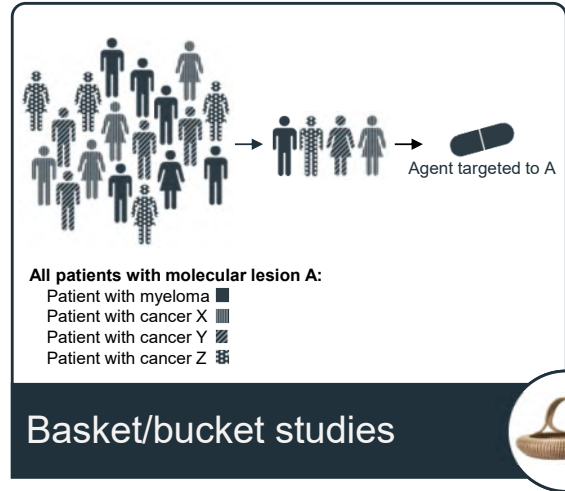 Agent targeted to A
All patients with molecular lesion A:
Patient with myeloma
Patient with cancer X
Patient with cancer Y
Patient with cancer Z
Basket/bucket studies